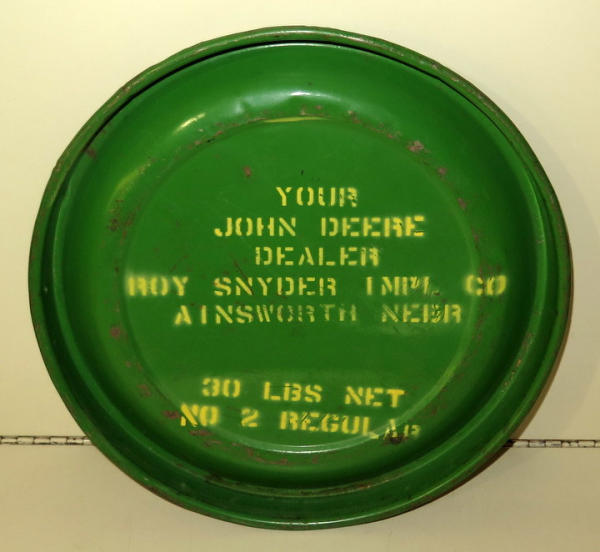 YOUR
JOHN DEERE
DEALER
ROY SNYDER IMPL CO
AINSWORTH NEBR
30 LBS NET
NO 2 REGULAR